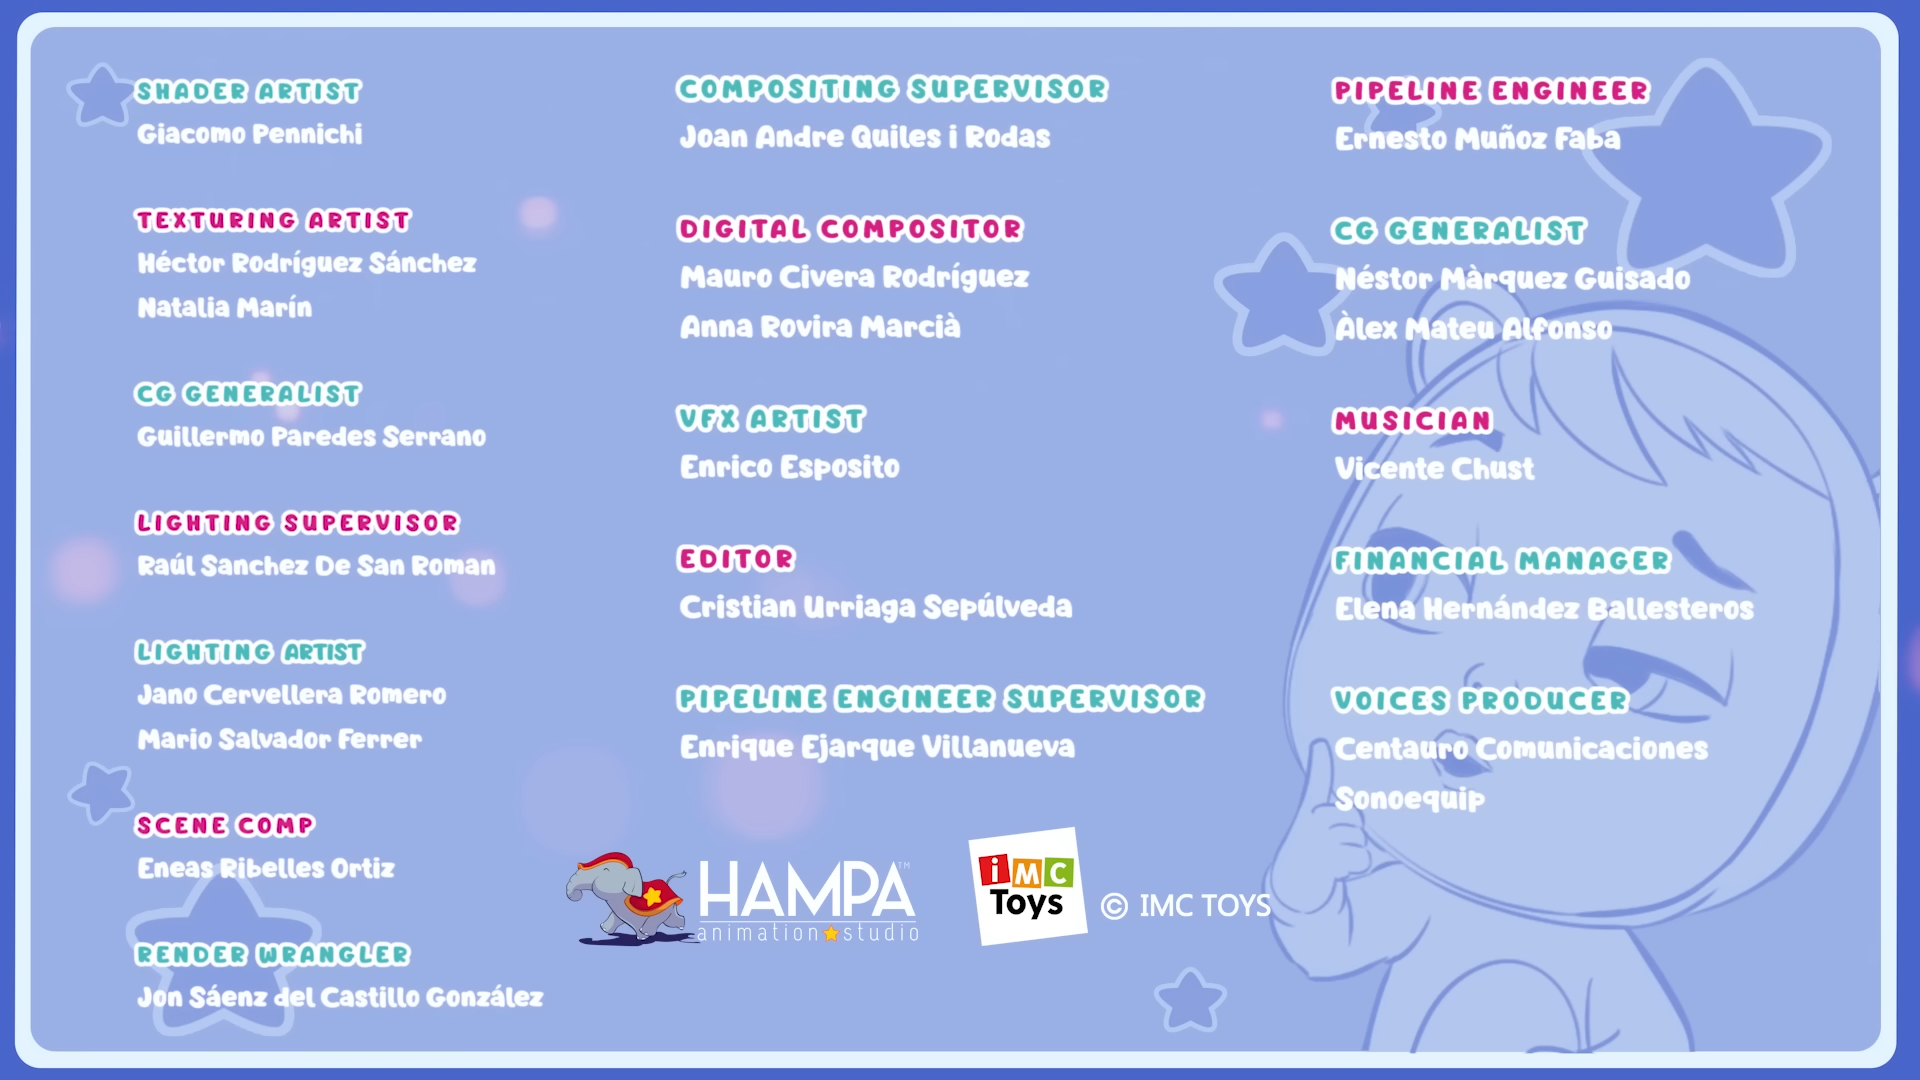 SHADER ARTIST
Giacomo Pennichi
TEXTURING ARTIST
Héctor Rodríguez Sánchez
Natalia Marín
CG GENERALIST
Guillermo Paredes Serrano
LIGHTING SUPERVISOR
Raúl Sanchez De San Roman
LIGHTING ARTIST
Jano Cervellera Romero
Mario Salvador Ferrer
SCENE COMP
Eneas Ribelles Ortiz
RENDER WRANGLER
Jon Sáenz del Castillo González
COMPOSITING SUPERVISOR
Joan Andre Quiles i Rodas
DIGITAL COMPOSITOR
Mauro Civera Rodríguez
Anna Rovira Marcià
VFX ARTIST
Enrico Esposito
EDITOR
Cristian Urriaga Sepúlveda
PIPELINE ENGINEER SUPERVISOR
Enrique Ejarque Villanueva
HAMPA™
animation studio
iMC
Toys
© IMC TOYS
PIPELINE ENGINEER
Ernesto Muñoz Faba
CG GENERALIST
Néstor Màrquez Guisado
Àlex Mateu Alfonso
MUSICIAN
Vicente Chust
FINANCIAL MANAGER
Elena Hernández Ballesteros
VOICES PRODUCER
Centauro Comunicaciones
Sonoequip